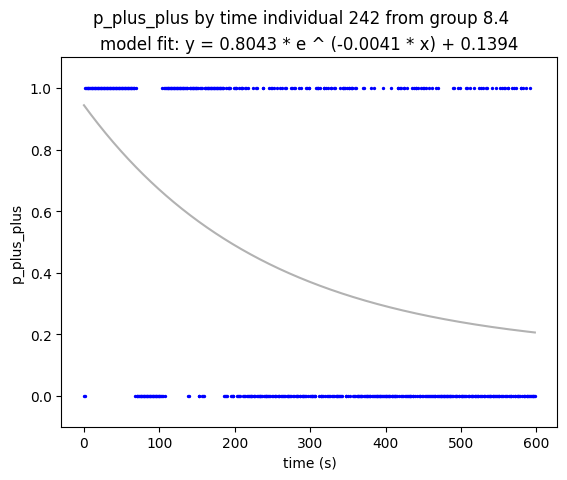 p_plus_plus by time individual 242 from group 8.4
model fit: y = 0.8043 * e ^ (-0.0041 * x) + 0.1394
p_plus_plus
1.0
0.8
0.6
0.4
0.2
0.0
0 100 200 300 400 500 600
time (s)